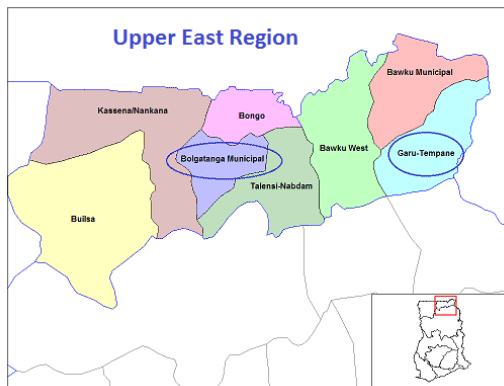 Upper East Region
Bawku Municipal
Kassena/Nankana
Bongo
Bawku West
Garu-Tempane
Bolgatanga Municipal
Talensi-Nabdam
Builsa